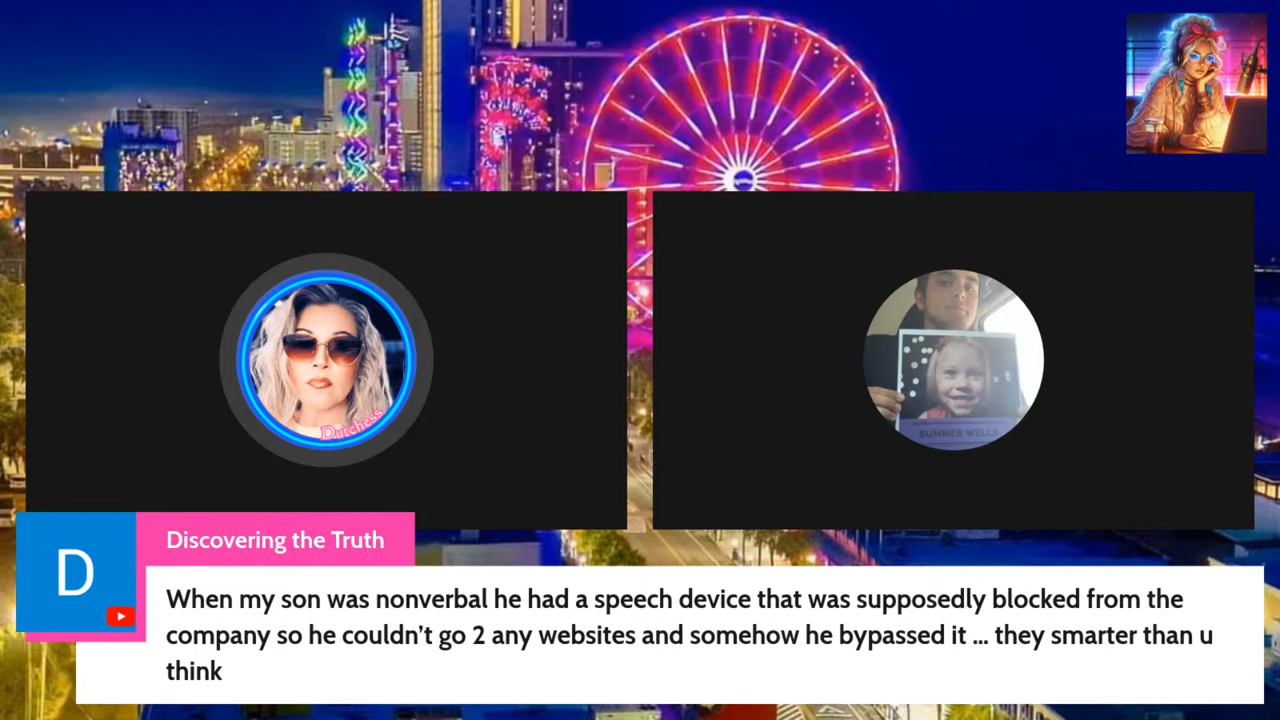 Dutchess
SUMMER WELLS
D
Discovering the Truth
When my son was nonverbal he had a speech device that was supposedly blocked from the
company so he couldn't go 2 any websites and somehow he bypassed it ... they smarter than u
think